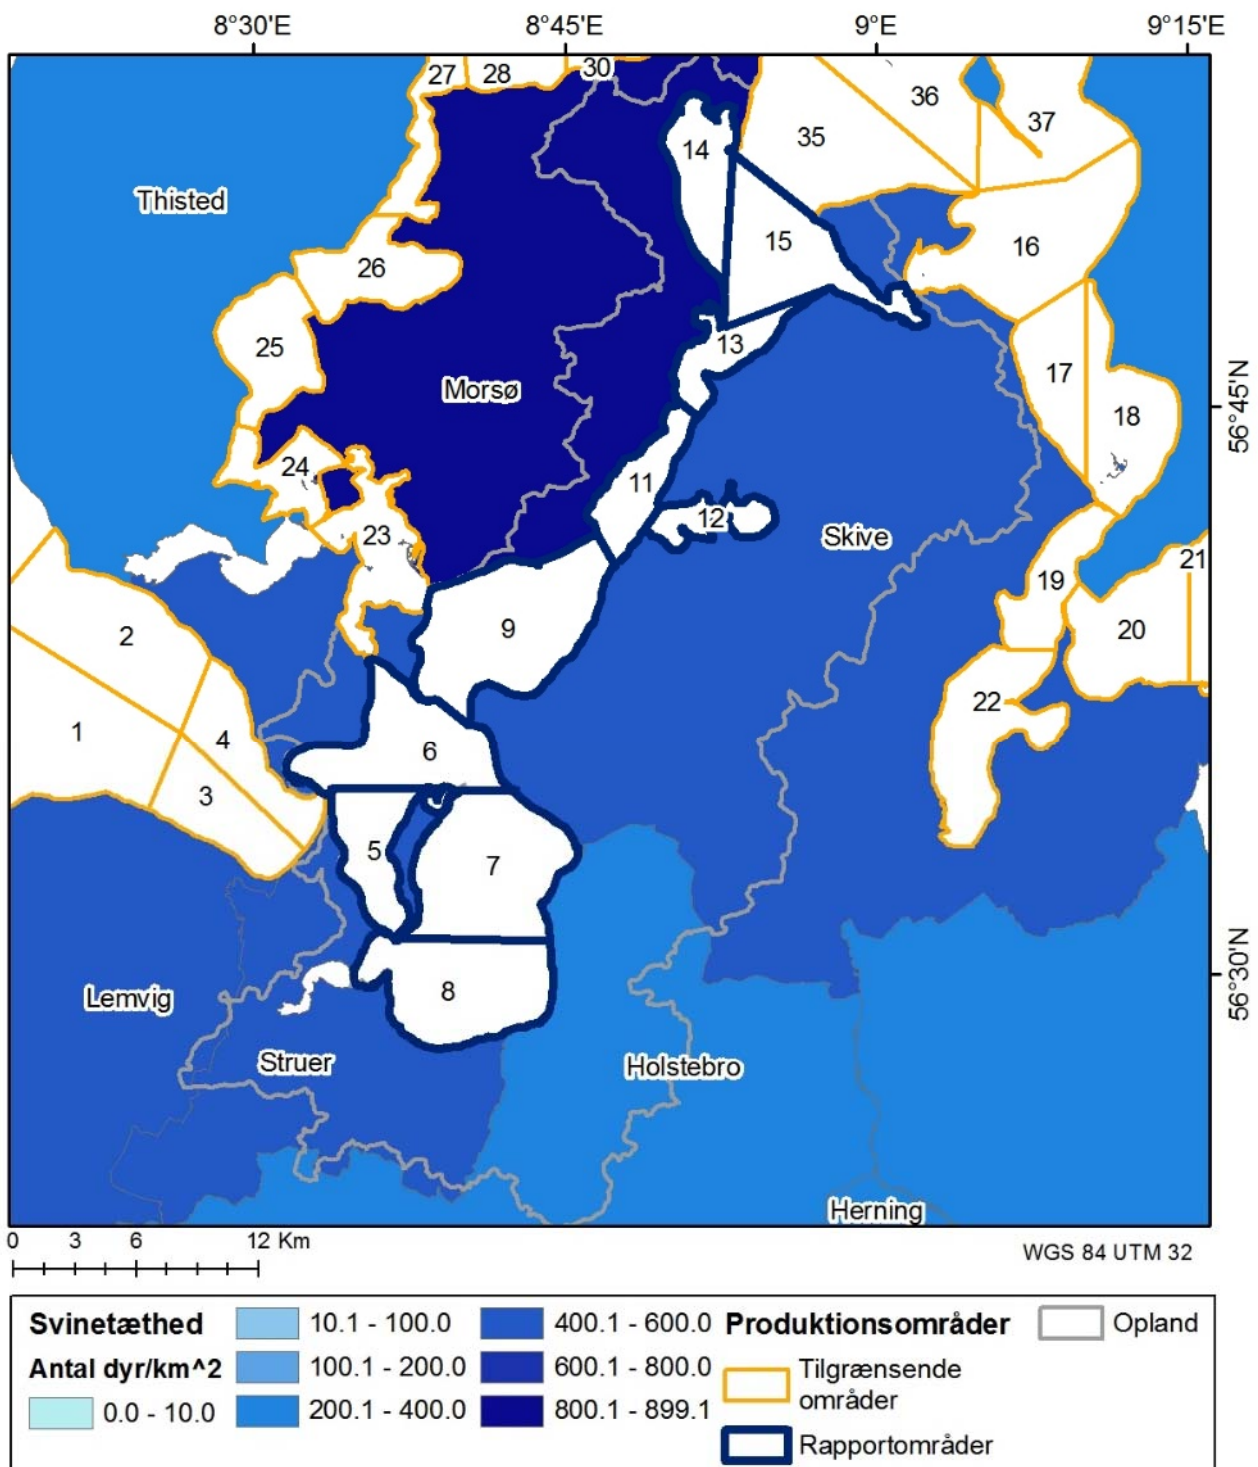 8°30'E 8°45'E 9°E 9°15'E
27 28 30
36
37
14
35
Thisted
15
16
26
25
13
17
Morsø
18
56°45'N
24
11
12
23
Skive
21
19
2
9
20
22
1
4
6
3
5
7
56°30'N
8
Lemvig
Struer
Holstebro
Herning
0 3 6 12 Km
WGS 84 UTM 32
Svinetæthed
Antal dyr/km^2
0.0 - 10.0
10.1 - 100.0
100.1 - 200.0
200.1 - 400.0
400.1 - 600.0
600.1 - 800.0
800.1 - 899.1
Produktionsområder
Tilgrænsende
områder
Rapportområder
Opland